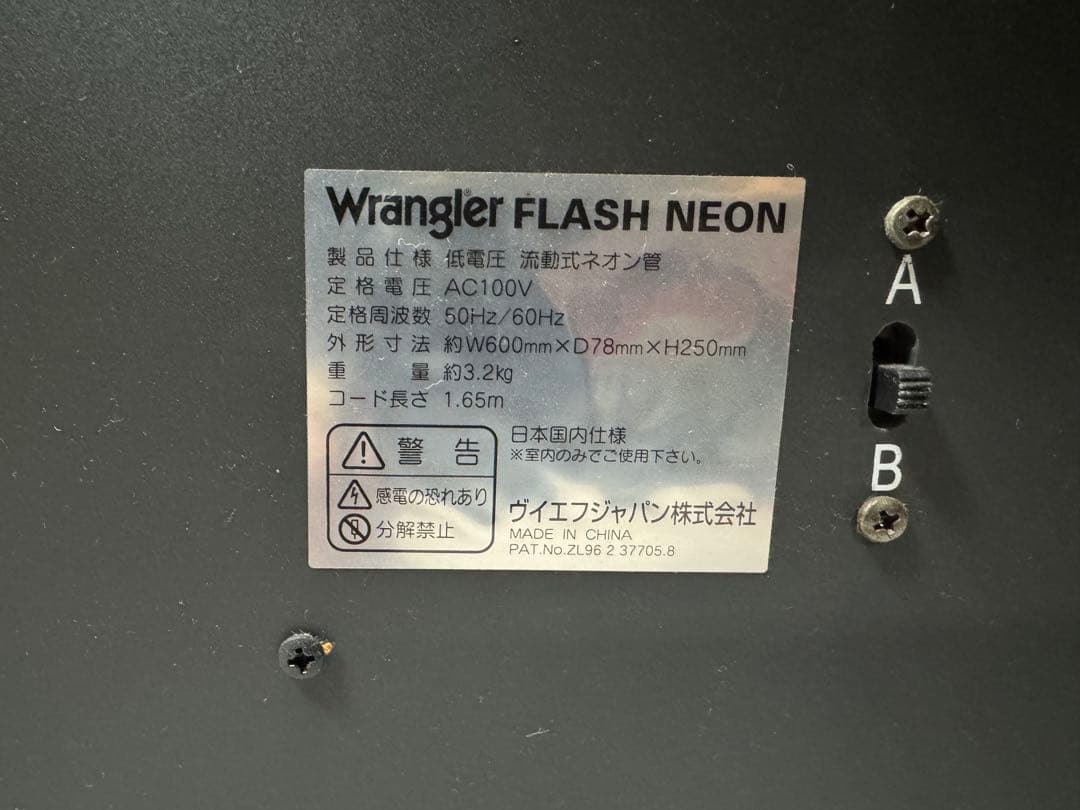 Wrangler® FLASH NEON
製品仕様 低電圧 流動式ネオン管
定格電圧 AC100V
定格周波数 50Hz/60Hz
外形寸法 約W600mm×D78mm×H250mm
重量 約3.2kg
コード長さ 1.65m
警告
感電の恐れあり
分解禁止
日本国内仕様
※室内のみでご使用下さい。
ヴイエフジャパン株式会社
MADE IN CHINA
PAT.No.ZL96 2 37705.8
A
B